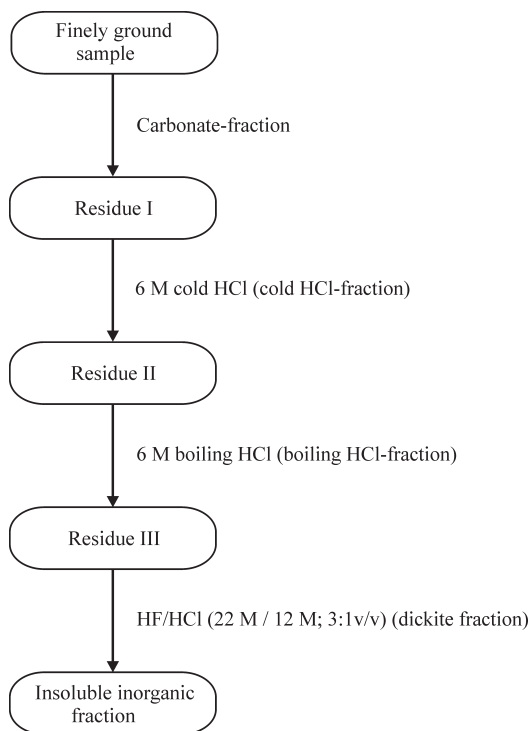 Finely ground
sample
Carbonate-fraction
Residue I
6 M cold HCl (cold HCl-fraction)
Residue II
6 M boiling HCl (boiling HCl-fraction)
Residue III
HF/HCl (22 M / 12 M; 3:1v/v) (dickite fraction)
Insoluble inorganic
fraction